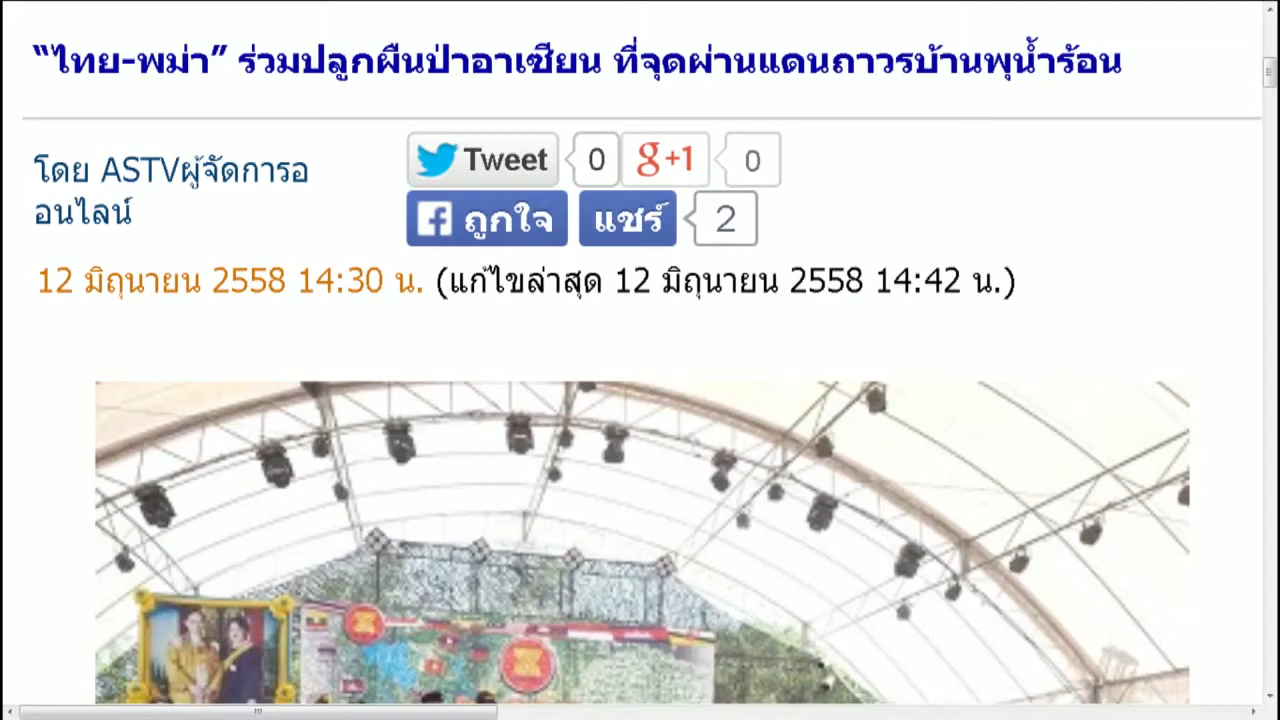 “ไทย-พม่า” ร่วมปลูกผืนป่าอาเซียน ที่จุดผ่านแดนถาวรบ้านพุน้ำร้อน
โดย ASTVผู้จัดการอ
อนไลน์
Tweet 0 g+1 0
ถูกใจ แชร์ 2
12 มิถุนายน 2558 14:30 น. (แก้ไขล่าสุด 12 มิถุนายน 2558 14:42 น.)